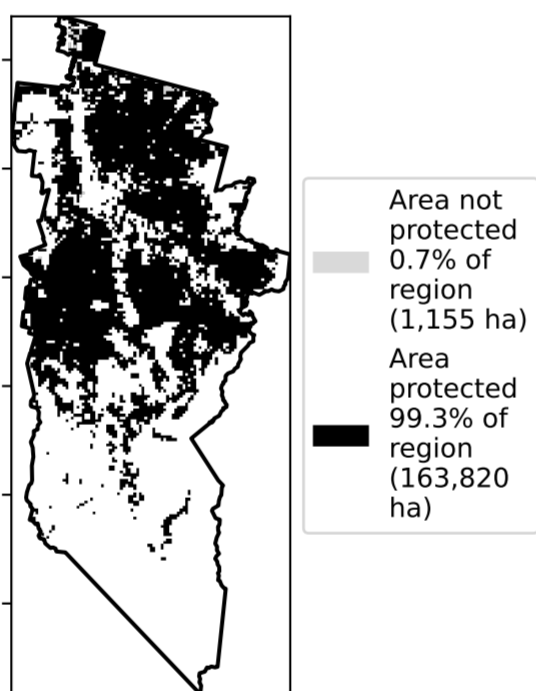 Area not
protected
0.7% of
region
(1,155 ha)
Area
protected
99.3% of
region
(163,820
ha)